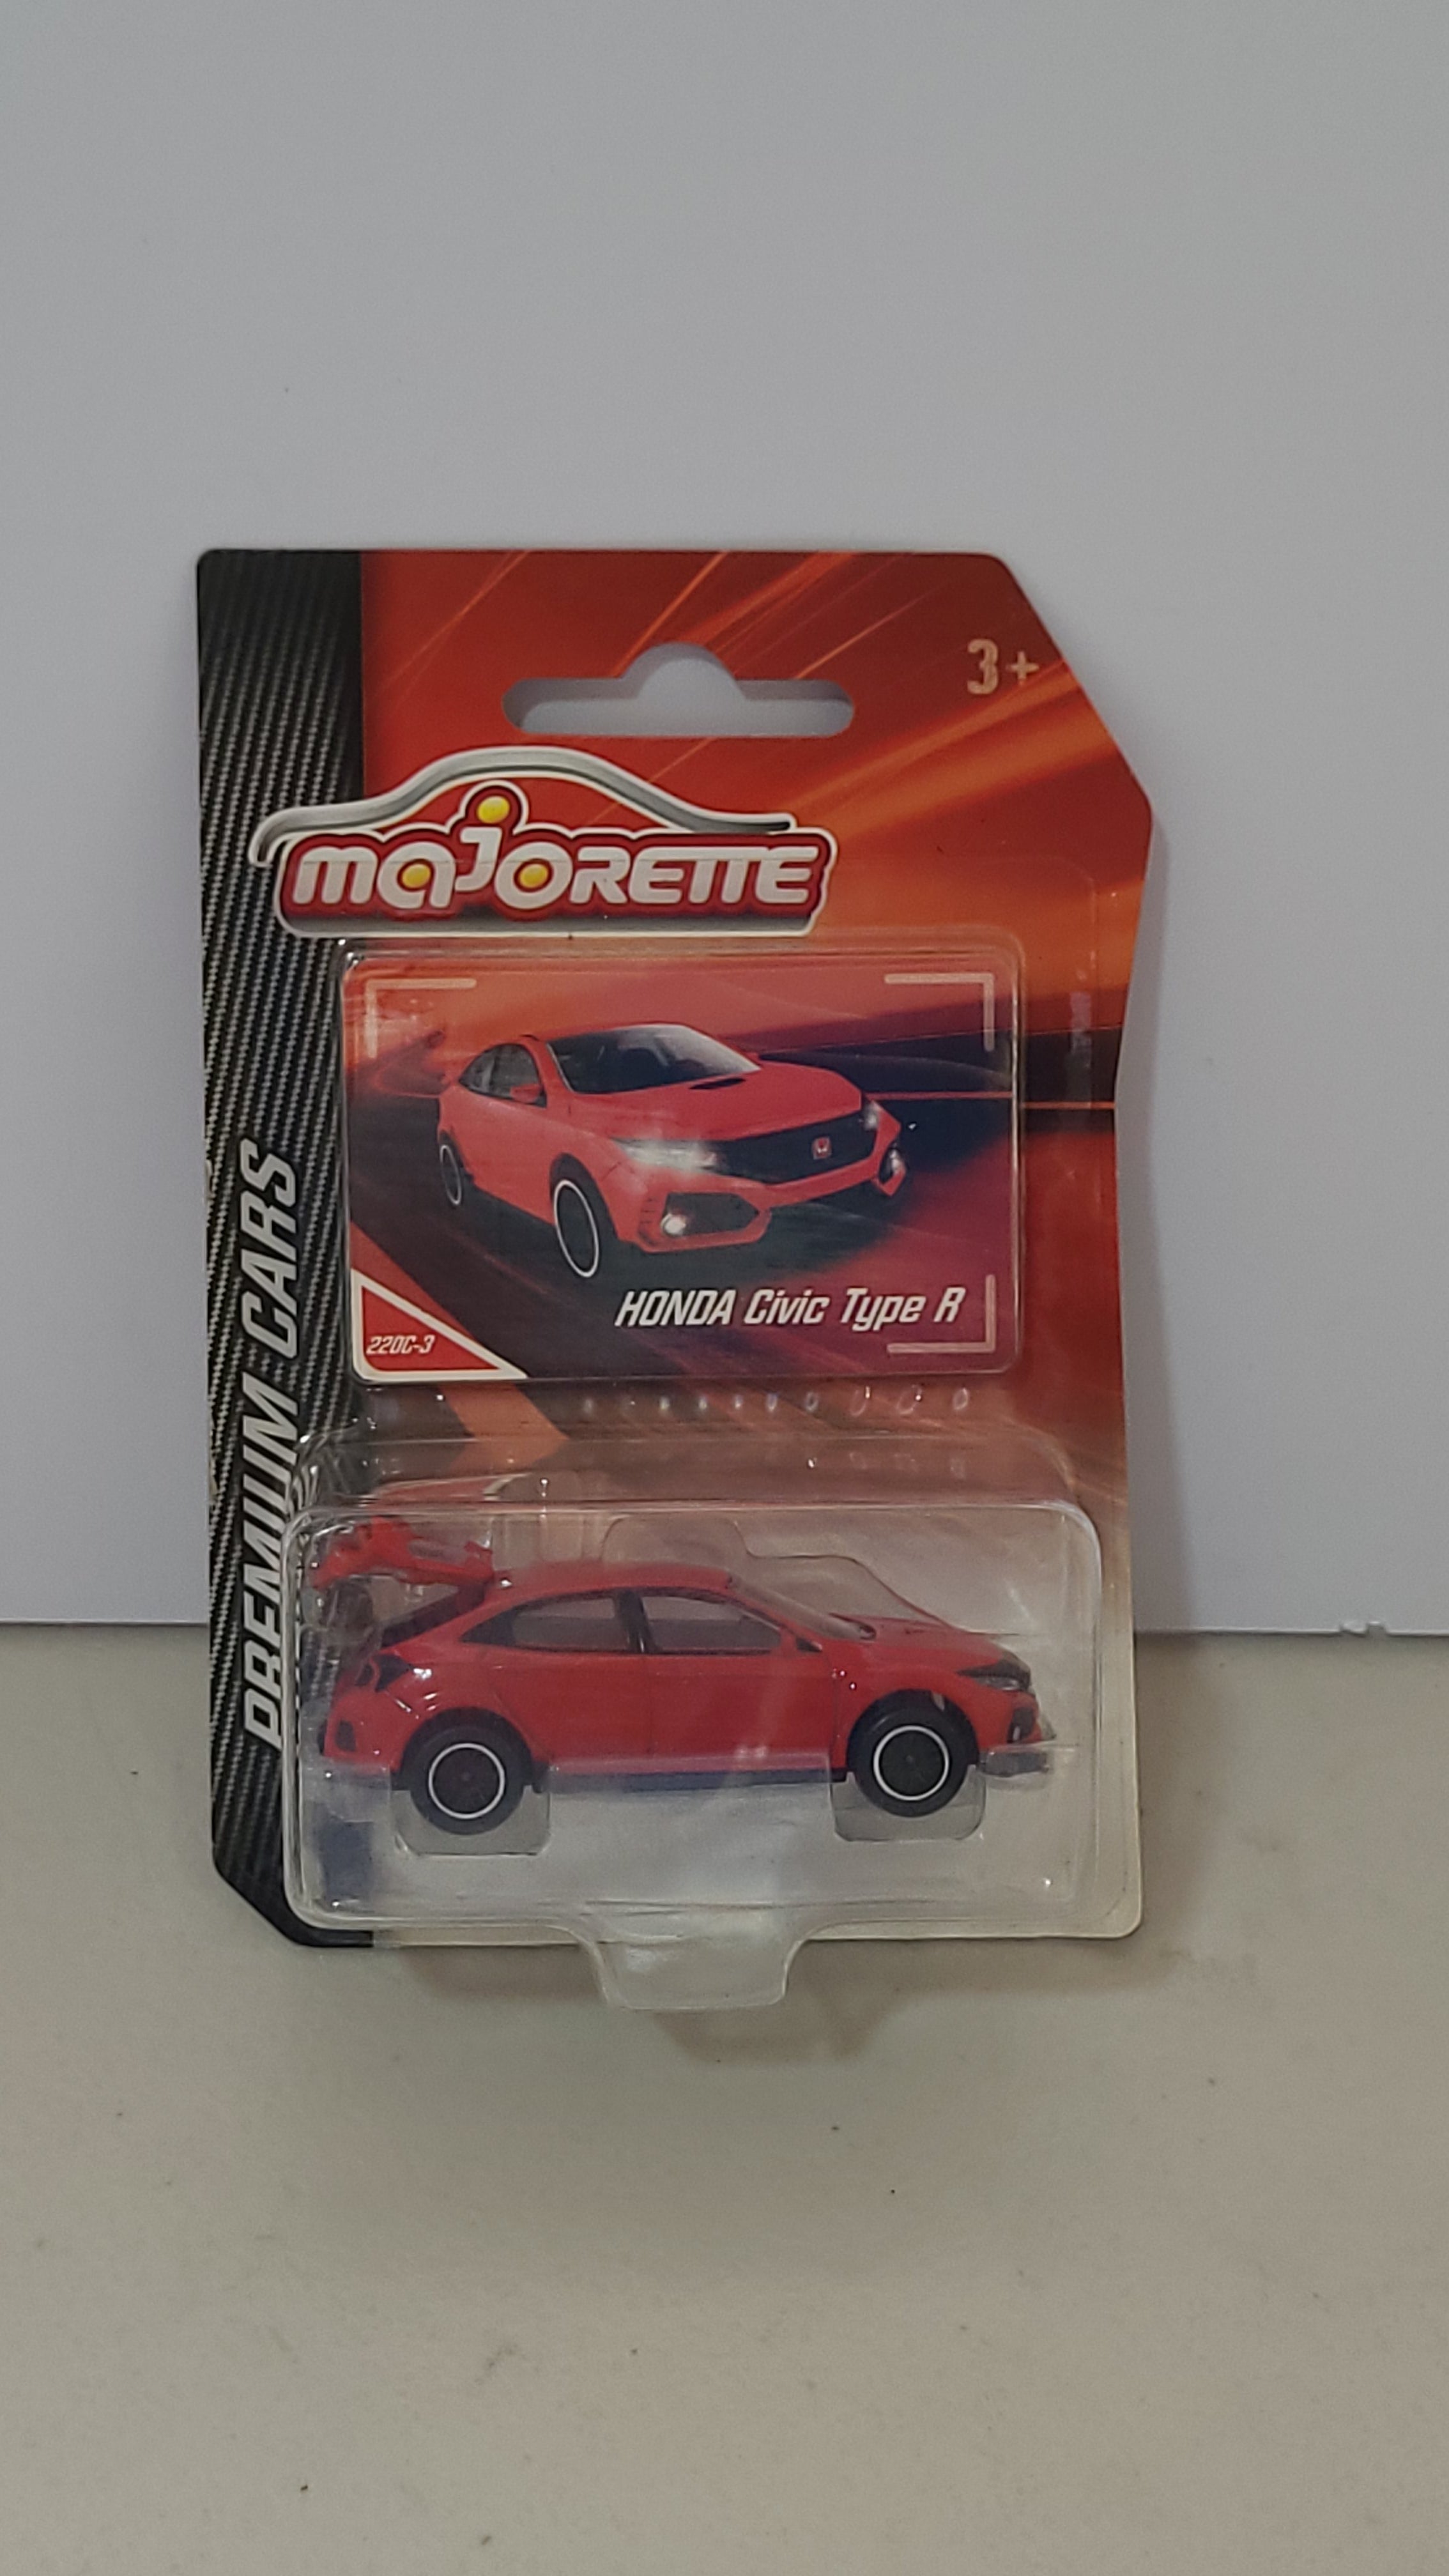 3+
majORETTE
HONDA Civic Type R
220C-3
PREMIUM CARS